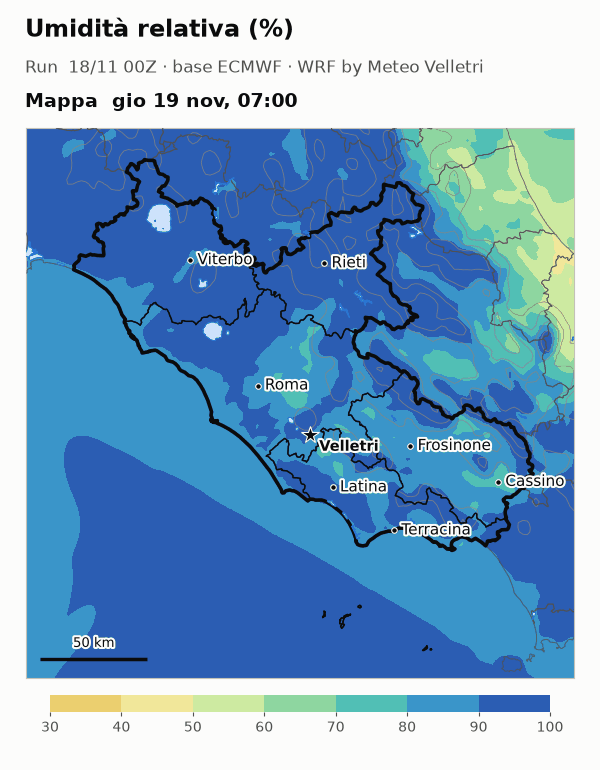 Umidità relativa (%)
Run  18/11 00Z · base ECMWF · WRF by Meteo Velletri
Mappa  gio 19 nov, 07:00
Viterbo
Rieti
Roma
Velletri
Frosinone
Cassino
Latina
Terracina
50 km
30 40 50 60 70 80 90 100